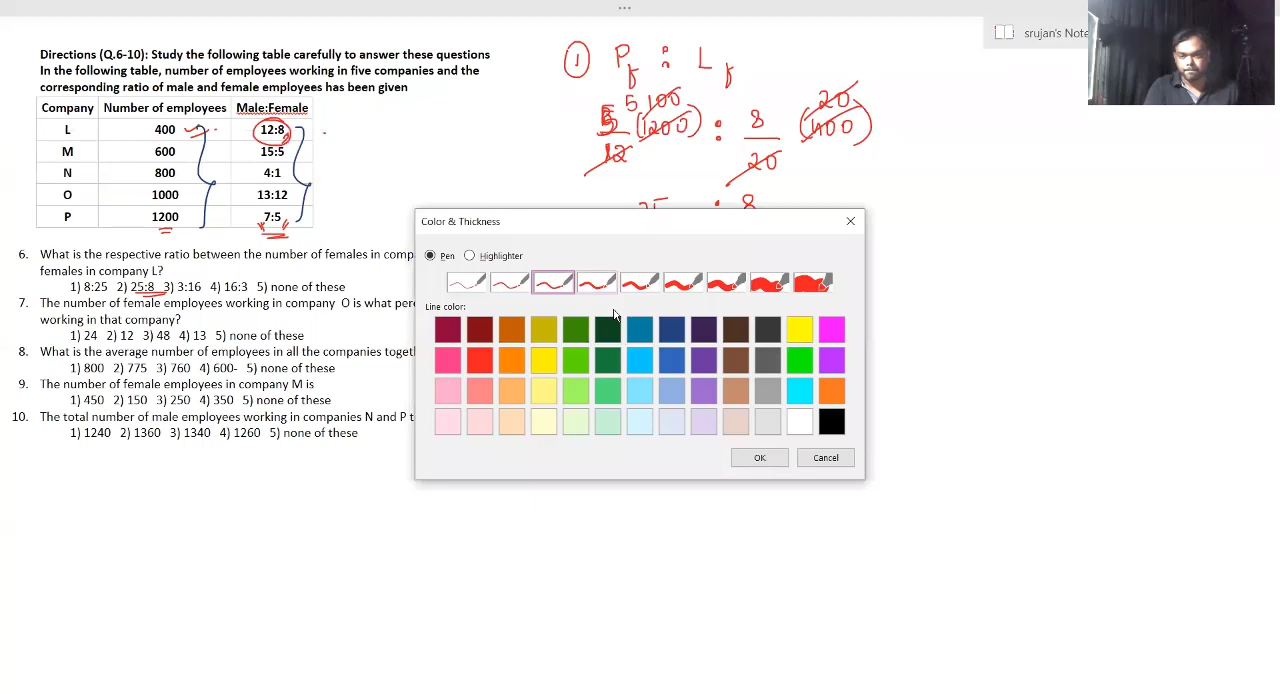 srujan's Note
Directions (Q.6-10): Study the following table carefully to answer these questions
In the following table, number of employees working in five companies and the
corresponding ratio of male and female employees has been given
Company Number of employees Male:Female
L 400 12:8
M 600 15:5
N 800 4:1
O 1000 13:12
P 1200 7:5
① Pf : Lf
5 100 20
5/12 (1200) : 8/20 (400)
25 : 8
6. What is the respective ratio between the number of females in comp
females in company L?
1) 8:25 2) 25:8 3) 3:16 4) 16:3 5) none of these
7. The number of female employees working in company O is what per
working in that company?
1) 24 2) 12 3) 48 4) 13 5) none of these
8. What is the average number of employees in all the companies togeth
1) 800 2) 775 3) 760 4) 600- 5) none of these
9. The number of female employees in company M is
1) 450 2) 150 3) 250 4) 350 5) none of these
10. The total number of male employees working in companies N and P t
1) 1240 2) 1360 3) 1340 4) 1260 5) none of these
Color & Thickness
Pen Highlighter
Line color:
OK Cancel